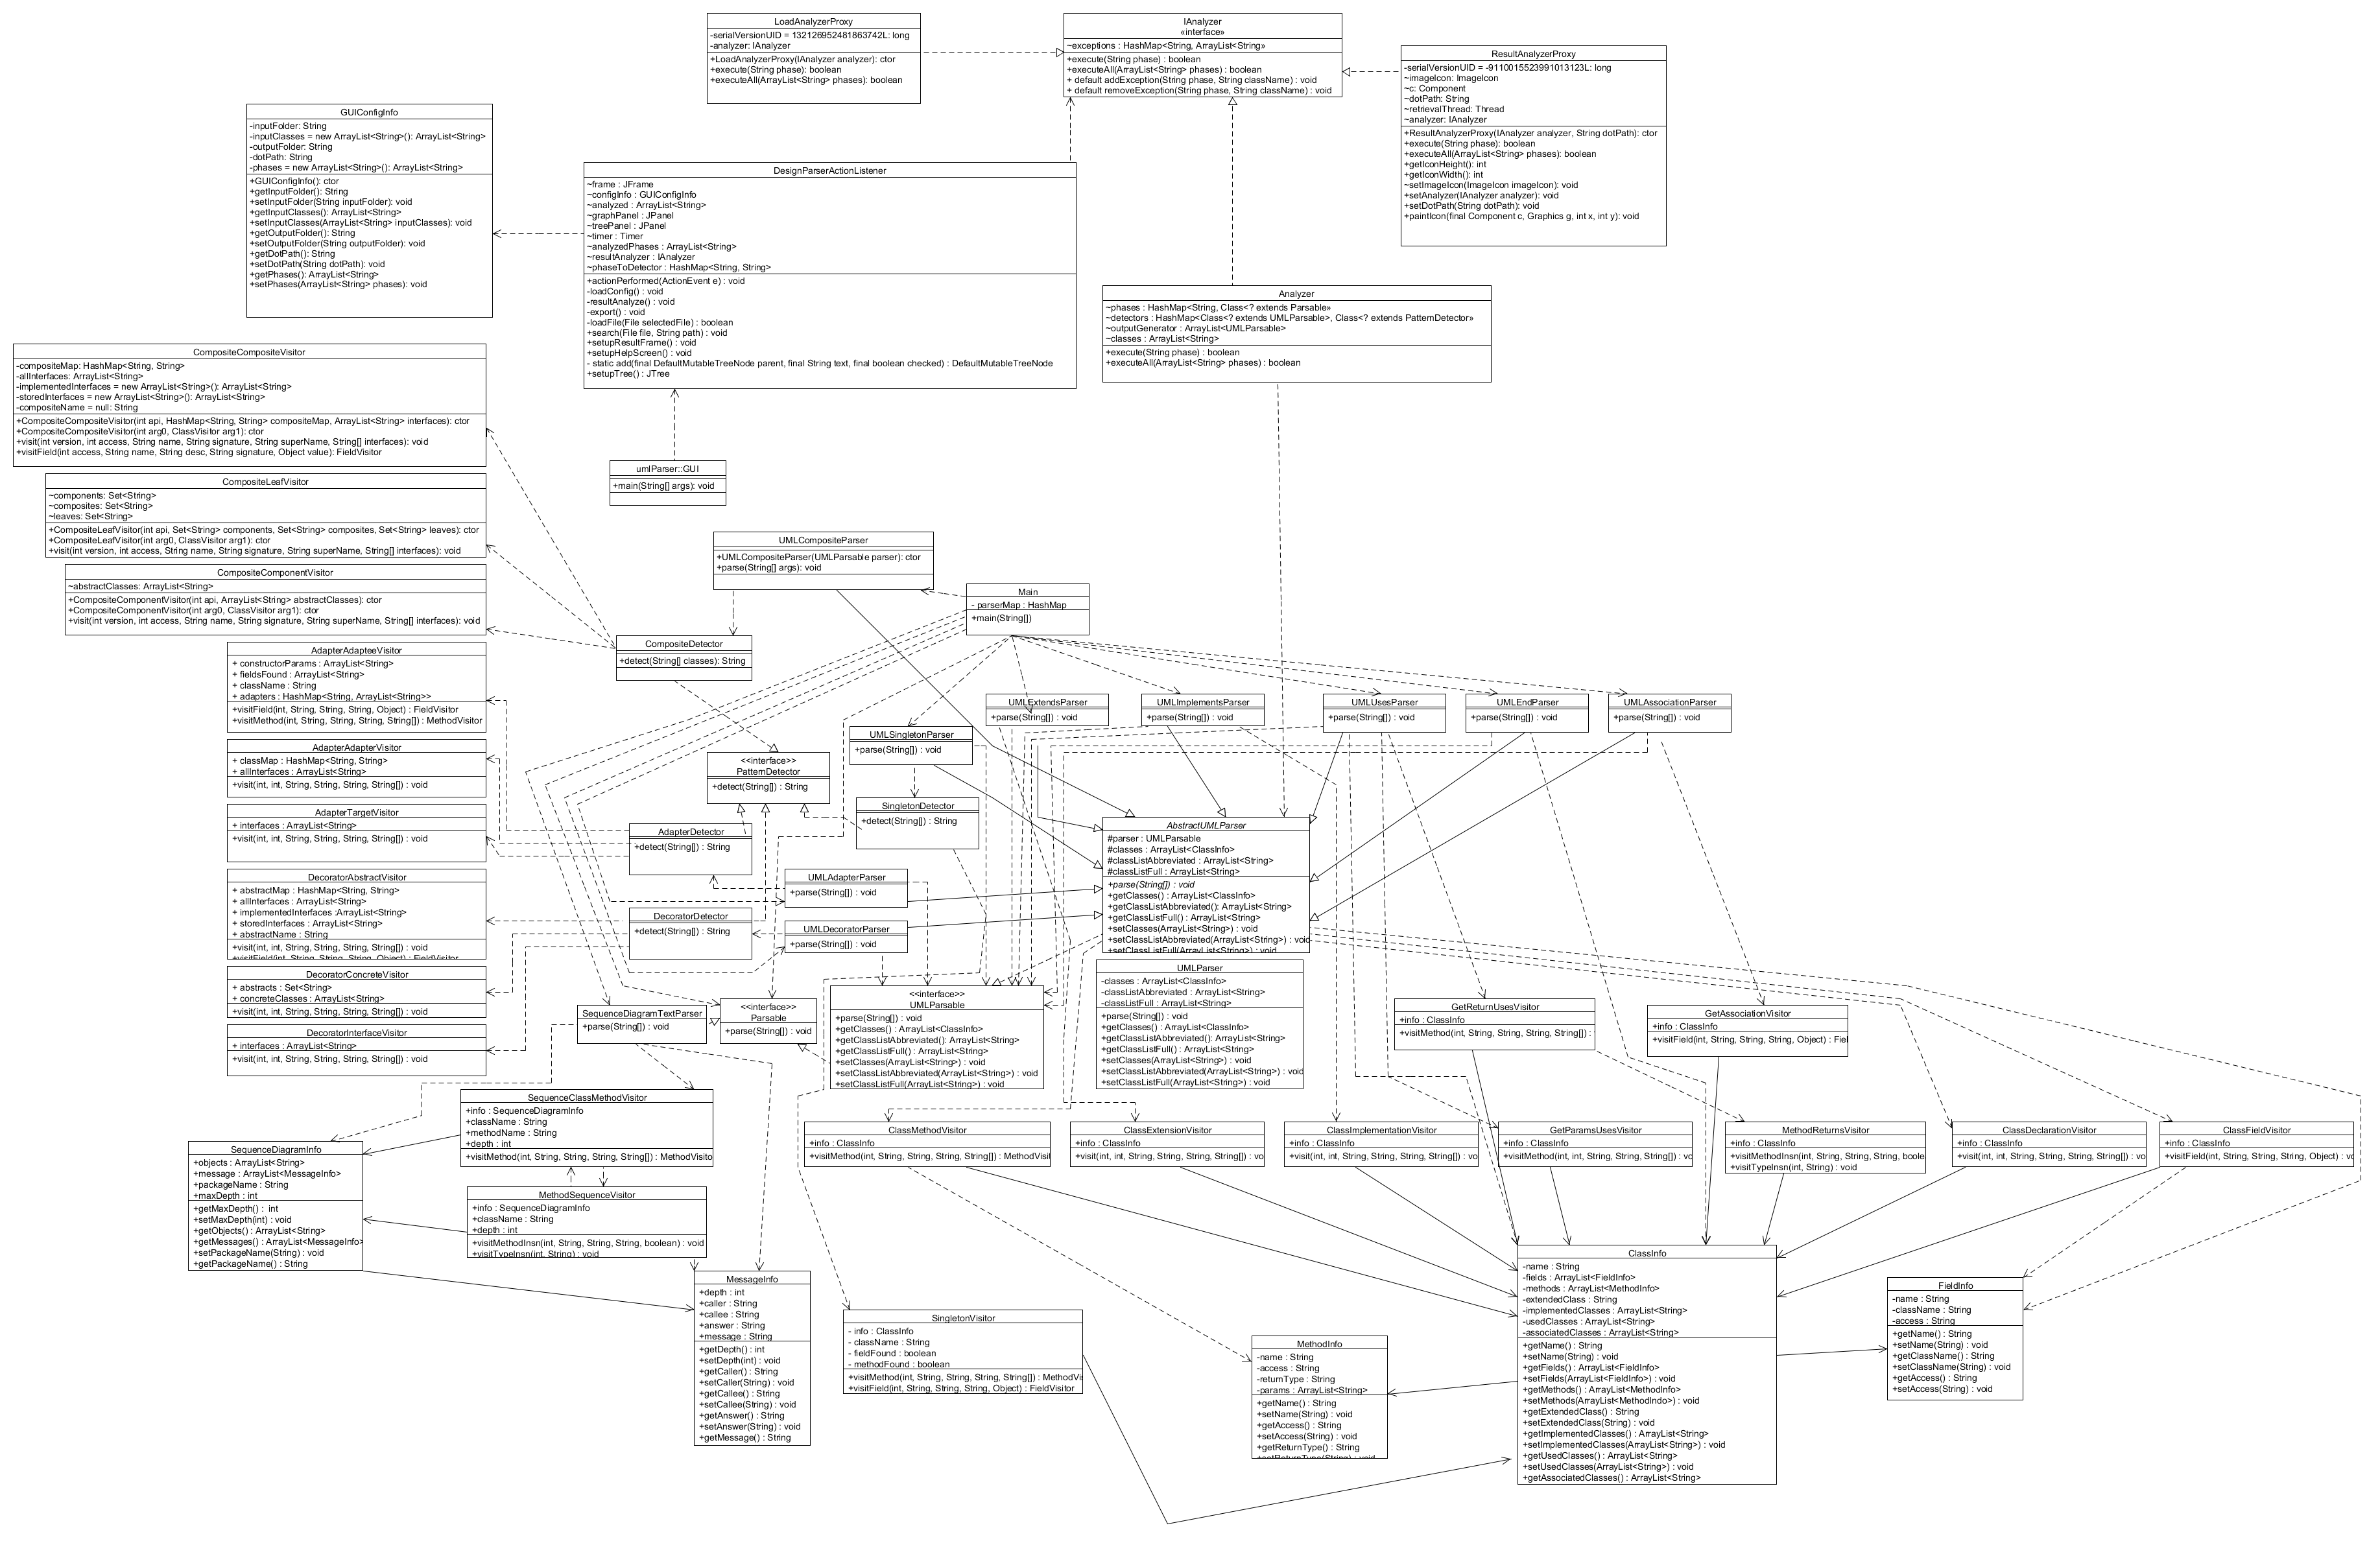 LoadAnalyzerProxy
-serialVersionUID = 132126952481863742L: long
-analyzer: IAnalyzer
+LoadAnalyzerProxy(IAnalyzer analyzer): ctor
+execute(String phase): boolean
+executeAll(ArrayList<String> phases): boolean
IAnalyzer
«interface»
~exceptions : HashMap<String, ArrayList<String»
+execute(String phase) : boolean
+executeAll(ArrayList<String> phases) : boolean
+ default addException(String phase, String className) : void
+ default removeException(String phase, String className) : void
ResultAnalyzerProxy
-serialVersionUID = -9110015523991013123L: long
~imageIcon: ImageIcon
~c: Component
~dotPath: String
~retrievalThread: Thread
~analyzer: IAnalyzer
+ResultAnalyzerProxy(IAnalyzer analyzer, String dotPath): ctor
+execute(String phase): boolean
+executeAll(ArrayList<String> phases): boolean
+getIconHeight(): int
+getIconWidth(): int
~setImageIcon(ImageIcon imageIcon): void
+setAnalyzer(IAnalyzer analyzer): void
+setDotPath(String dotPath): void
+paintIcon(final Component c, Graphics g, int x, int y): void
GUIConfigInfo
-inputFolder: String
-inputClasses = new ArrayList<String>(): ArrayList<String>
-outputFolder: String
-dotPath: String
-phases = new ArrayList<String>(): ArrayList<String>
+GUIConfigInfo(): ctor
+getInputFolder(): String
+setInputFolder(String inputFolder): void
+getInputClasses(): ArrayList<String>
+setInputClasses(ArrayList<String> inputClasses): void
+getOutputFolder(): String
+setOutputFolder(String outputFolder): void
+getDotPath(): String
+setDotPath(String dotPath): void
+getPhases(): ArrayList<String>
+setPhases(ArrayList<String> phases): void
DesignParserActionListener
~frame : JFrame
~configInfo : GUIConfigInfo
~analyzed : ArrayList<String>
~graphPanel : JPanel
~treePanel : JPanel
~timer : Timer
~analyzedPhases : ArrayList<String>
~resultAnalyzer : IAnalyzer
~phaseToDetector : HashMap<String, String>
+actionPerformed(ActionEvent e) : void
-loadConfig() : void
-resultAnalyze() : void
-export() : void
-loadFile(File selectedFile) : boolean
+search(File file, String path) : void
+setupResultFrame() : void
+setupHelpScreen() : void
- static add(final DefaultMutableTreeNode parent, final String text, final boolean checked) : DefaultMutableTreeNode
+setupTree() : JTree
Analyzer
~phases : HashMap<String, Class<? extends Parsable»
~detectors : HashMap<Class<? extends UMLParsable>, Class<? extends PatternDetector»
~outputGenerator : ArrayList<UMLParsable>
~classes : ArrayList<String>
+execute(String phase) : boolean
+executeAll(ArrayList<String> phases) : boolean
CompositeCompositeVisitor
-compositeMap: HashMap<String, String>
-allInterfaces: ArrayList<String>
-implementedInterfaces = new ArrayList<String>(): ArrayList<String>
-storedInterfaces = new ArrayList<String>(): ArrayList<String>
-compositeName = null: String
+CompositeCompositeVisitor(int api, HashMap<String, String> compositeMap, ArrayList<String> interfaces): ctor
+CompositeCompositeVisitor(int arg0, ClassVisitor arg1): ctor
+visit(int version, int access, String name, String signature, String superName, String[] interfaces): void
+visitField(int access, String name, String desc, String signature, Object value): FieldVisitor
umlParser::GUI
+main(String[] args): void
CompositeLeafVisitor
~components: Set<String>
~composites: Set<String>
~leaves: Set<String>
+CompositeLeafVisitor(int api, Set<String> components, Set<String> composites, Set<String> leaves): ctor
+CompositeLeafVisitor(int arg0, ClassVisitor arg1): ctor
+visit(int version, int access, String name, String signature, String superName, String[] interfaces): void
UMLCompositeParser
+UMLCompositeParser(UMLParsable parser): ctor
+parse(String[] args): void
CompositeComponentVisitor
~abstractClasses: ArrayList<String>
+CompositeComponentVisitor(int api, ArrayList<String> abstractClasses): ctor
+CompositeComponentVisitor(int arg0, ClassVisitor arg1): ctor
+visit(int version, int access, String name, String signature, String superName, String[] interfaces): void
Main
- parserMap : HashMap
+main(String[])
CompositeDetector
+detect(String[] classes): String
AdapterAdapteeVisitor
+ constructorParams : ArrayList<String>
+ fieldsFound : ArrayList<String>
+ className : String
+ adapters : HashMap<String, ArrayList<String>>
+visitField(int, String, String, String, Object) : FieldVisitor
+visitMethod(int, String, String, String, String[]) : MethodVisitor
UMLExtendsParser
+parse(String[]) : void
UMLImplementsParser
+parse(String[]) : void
UMLUsesParser
+parse(String[]) : void
UMLEndParser
+parse(String[]) : void
UMLAssociationParser
+parse(String[]) : void
UMLSingletonParser
+parse(String[]) : void
AdapterAdapterVisitor
+ classMap : HashMap<String, String>
+ allInterfaces : ArrayList<String>
+visit(int, int, String, String, String, String[]) : void
<<interface>>
PatternDetector
+detect(String[]) : String
SingletonDetector
+detect(String[]) : String
AdapterTargetVisitor
+ interfaces : ArrayList<String>
+visit(int, int, String, String, String, String[]) : void
AdapterDetector
+detect(String[]) : String
AbstractUMLParser
#parser : UMLParsable
#classes : ArrayList<ClassInfo>
#classListAbbreviated : ArrayList<String>
#classListFull : ArrayList<String>
+parse(String[]) : void
+getClasses() : ArrayList<ClassInfo>
+getClassListAbbreviated(): ArrayList<String>
+getClassListFull() : ArrayList<String>
+setClasses(ArrayList<String>) : void
+setClassListAbbreviated(ArrayList<String>) : void
+setClassListFull(ArrayList<String>) : void
DecoratorAbstractVisitor
+ abstractMap : HashMap<String, String>
+ allInterfaces : ArrayList<String>
+ implementedInterfaces :ArrayList<String>
+ storedInterfaces : ArrayList<String>
+ abstractName : String
+visit(int, int, String, String, String, String[]) : void
+visitField(int, String, String, String, Object) : FieldVisitor
UMLAdapterParser
+parse(String[]) : void
DecoratorDetector
+detect(String[]) : String
UMLDecoratorParser
+parse(String[]) : void
DecoratorConcreteVisitor
+ abstracts : Set<String>
+ concreteClasses : ArrayList<String>
+visit(int, int, String, String, String, String[]) : void
UMLParser
-classes : ArrayList<ClassInfo>
-classListAbbreviated : ArrayList<String>
-classListFull : ArrayList<String>
+parse(String[]) : void
+getClasses() : ArrayList<ClassInfo>
+getClassListAbbreviated(): ArrayList<String>
+getClassListFull() : ArrayList<String>
+setClasses(ArrayList<String>) : void
+setClassListAbbreviated(ArrayList<String>) : void
+setClassListFull(ArrayList<String>) : void
SequenceDiagramTextParser
+parse(String[]) : void
<<interface>>
Parsable
+parse(String[]) : void
<<interface>>
UMLParsable
+parse(String[]) : void
+getClasses() : ArrayList<ClassInfo>
+getClassListAbbreviated(): ArrayList<String>
+getClassListFull() : ArrayList<String>
+setClasses(ArrayList<String>) : void
+setClassListAbbreviated(ArrayList<String>) : void
+setClassListFull(ArrayList<String>) : void
GetReturnUsesVisitor
+info : ClassInfo
+visitMethod(int, String, String, String, String[]) :
GetAssociationVisitor
+info : ClassInfo
+visitField(int, String, String, String, Object) : Fiel
DecoratorInterfaceVisitor
+ interfaces : ArrayList<String>
+visit(int, int, String, String, String, String[]) : void
SequenceClassMethodVisitor
+info : SequenceDiagramInfo
+className : String
+methodName : String
+depth : int
+visitMethod(int, String, String, String, String[]) : MethodVisito
SequenceDiagramInfo
+objects : ArrayList<String>
+message : ArrayList<MessageInfo>
+packageName : String
+maxDepth : int
+getMaxDepth() : int
+setMaxDepth(int) : void
+getObjects() : ArrayList<String>
+getMessages() : ArrayList<MessageInfo>
+setPackageName(String) : void
+getPackageName() : String
ClassMethodVisitor
+info : ClassInfo
+visitMethod(int, String, String, String, String[]) : MethodVisit
ClassExtensionVisitor
+info : ClassInfo
+visit(int, int, String, String, String, String[]) : vo
ClassImplementationVisitor
+info : ClassInfo
+visit(int, int, String, String, String, String[]) : vo
GetParamsUsesVisitor
+info : ClassInfo
+visitMethod(int, int, String, String, String, String[]) : vo
MethodReturnsVisitor
+info : ClassInfo
+visitMethodInsn(int, String, String, String, boole
+visitTypeInsn(int, String) : void
ClassDeclarationVisitor
+info : ClassInfo
+visit(int, int, String, String, String, String[]) : vo
ClassFieldVisitor
+info : ClassInfo
+visitField(int, String, String, String, Object) : vo
MethodSequenceVisitor
+info : SequenceDiagramInfo
+className : String
+depth : int
+visitMethodInsn(int, String, String, String, boolean) : void
+visitTypeInsn(int, String) : void
MessageInfo
+depth : int
+caller : String
+callee : String
+answer : String
+message : String
+getDepth() : int
+setDepth(int) : void
+getCaller() : String
+setCaller(String) : void
+getCallee() : String
+setCallee(String) : void
+getAnswer() : String
+setAnswer(String) : void
+getMessage() : String
SingletonVisitor
- info : ClassInfo
- className : String
- fieldFound : boolean
- methodFound : boolean
+visitMethod(int, String, String, String, String[]) : MethodVis
+visitField(int, String, String, String, Object) : FieldVisitor
MethodInfo
-name : String
-access : String
-returnType : String
-params : ArrayList<String>
+getName() : String
+setName(String) : void
+getAccess() : String
+setAccess(String) : void
+getReturnType() : String
+setReturnType(String) : void
ClassInfo
-name : String
-fields : ArrayList<FieldInfo>
-methods : ArrayList<MethodInfo>
-extendedClass : String
-implementedClasses : ArrayList<String>
-usedClasses : ArrayList<String>
-associatedClasses : ArrayList<String>
+getName() : String
+setName(String) : void
+getFields() : ArrayList<FieldInfo>
+setFields(ArrayList<FieldInfo>) : void
+getMethods() : ArrayList<MethodInfo>
+setMethods(ArrayList<MethodIndo>) : void
+getExtendedClass() : String
+setExtendedClass(String) : void
+getImplementedClasses() : ArrayList<String>
+setImplementedClasses(ArrayList<String>) : void
+getUsedClasses() : ArrayList<String>
+setUsedClasses(ArrayList<String>) : void
+getAssociatedClasses() : ArrayList<String>
FieldInfo
-name : String
-className : String
-access : String
+getName() : String
+setName(String) : void
+getClassName() : String
+setClassName(String) : void
+getAccess() : String
+setAccess(String) : void